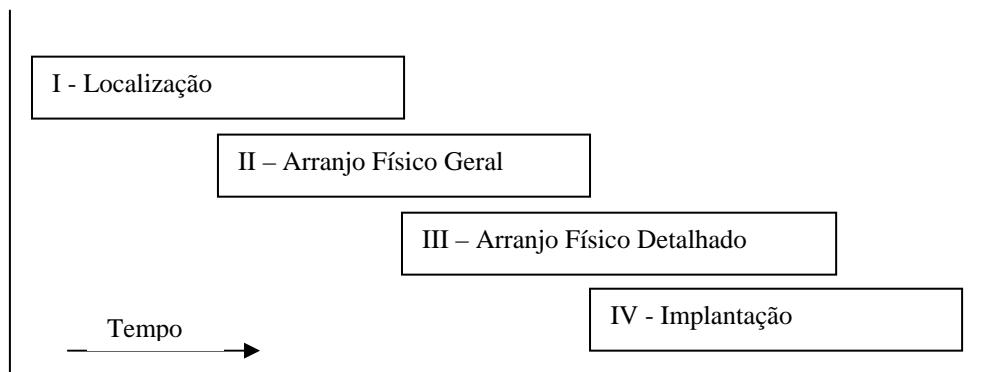 I - Localização
II – Arranjo Físico Geral
III – Arranjo Físico Detalhado
IV - Implantação
Tempo